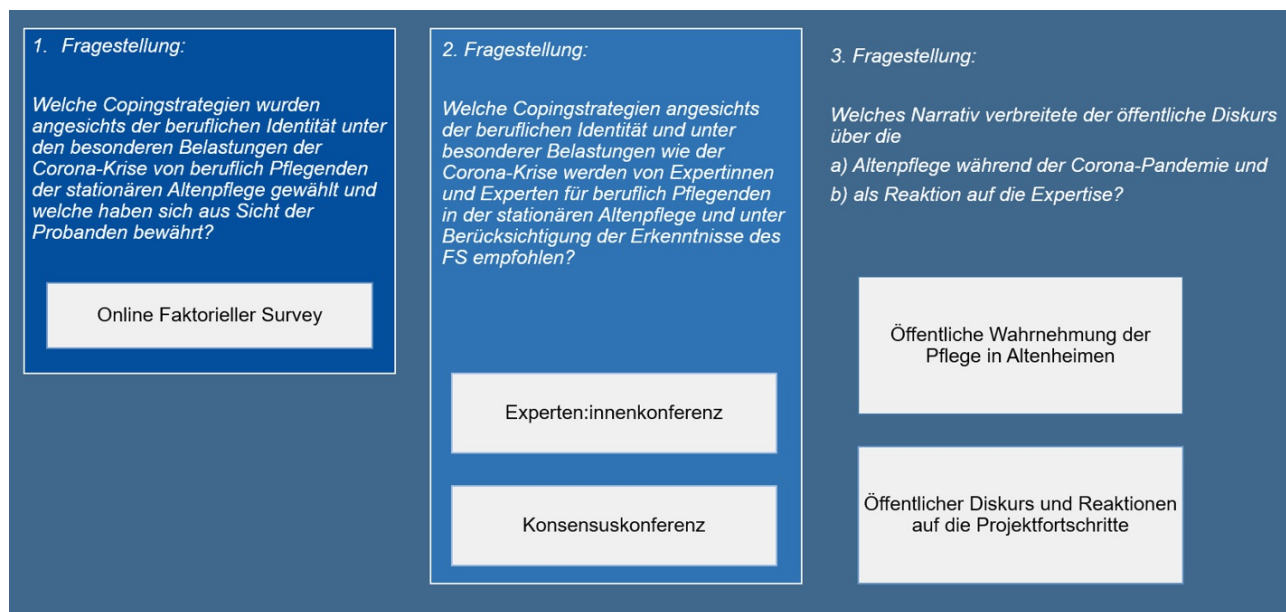 1. Fragestellung:
Welche Copingstrategien wurden
angesichts der beruflichen Identität unter
den besonderen Belastungen der
Corona-Krise von beruflich Pflegenden
der stationären Altenpflege gewählt und
welche haben sich aus Sicht der
Probanden bewährt?
Online Faktorieller Survey
2. Fragestellung:
Welche Copingstrategien angesichts
der beruflichen Identität und unter
besonderer Belastungen wie der
Corona-Krise werden von Expertinnen
und Experten für beruflich Pflegenden
in der stationären Altenpflege und unter
Berücksichtigung der Erkenntnisse des
FS empfohlen?
Experten:innenkonferenz
Konsensuskonferenz
3. Fragestellung:
Welches Narrativ verbreitete der öffentliche Diskurs
über die
a) Altenpflege während der Corona-Pandemie und
b) als Reaktion auf die Expertise?
Öffentliche Wahrnehmung der
Pflege in Altenheimen
Öffentlicher Diskurs und Reaktionen
auf die Projektfortschritte